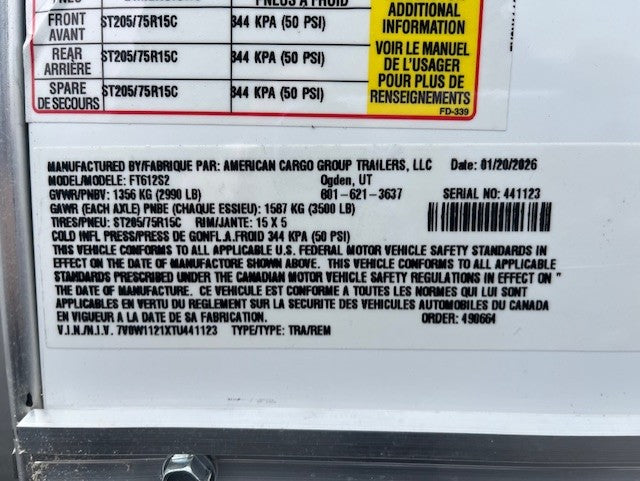 PNEUS À FROID
FRONT ST205/75R15C 344 KPA (50 PSI)
AVANT
REAR ST205/75R15C 344 KPA (50 PSI)
ARRIÈRE
SPARE ST205/75R15C 344 KPA (50 PSI)
DE SECOURS
ADDITIONAL
INFORMATION
VOIR LE MANUEL
DE L'USAGER
POUR PLUS DE
RENSEIGNEMENTS
FD-339
MANUFACTURED BY/FABRIQUE PAR: AMERICAN CARGO GROUP TRAILERS, LLC Date: 01/20/2026
MODEL/MODELE: FT612S2 Ogden, UT
GVWR/PNBV: 1356 KG (2990 LB) 801-621-3637 SERIAL NO: 441123
GAWR (EACH AXLE) PNBE (CHAQUE ESSIEU): 1587 KG (3500 LB)
TIRES/PNEU: ST205/75R15C RIM/JANTE: 15 X 5
COLD INFL PRESS/PRESS DE GONFL.A.FROID 344 KPA (50 PSI)
THIS VEHICLE CONFORMS TO ALL APPLICABLE U.S. FEDERAL MOTOR VEHICLE SAFETY STANDARDS IN
EFFECT ON THE DATE OF MANUFACTORE SHOWN ABOVE. THIS VEHICLE CONFORMS TO ALL APPLICABLE
STANDARDS PRESCRIBED UNDER THE CANADIAN MOTOR VEHICLE SAFETY REGULATIONS IN EFFECT ON "
THE DATE OF MANUFACTURE. CE VEHICULE EST CONFORME A TOUTES LES NORMES QUI LUI SONT
APPLICABLES EN VERTU DU REGLEMENT SUR LA SECURITE DES VEHICULES AUTOMOBILES DU CANADA
EN VIGUEUR A LA DATE DE SA FABRICATION. ORDER: 490664
V.I.N./N.I.V. 7V0W1121XTU441123 TYPE/TYPE: TRA/REM